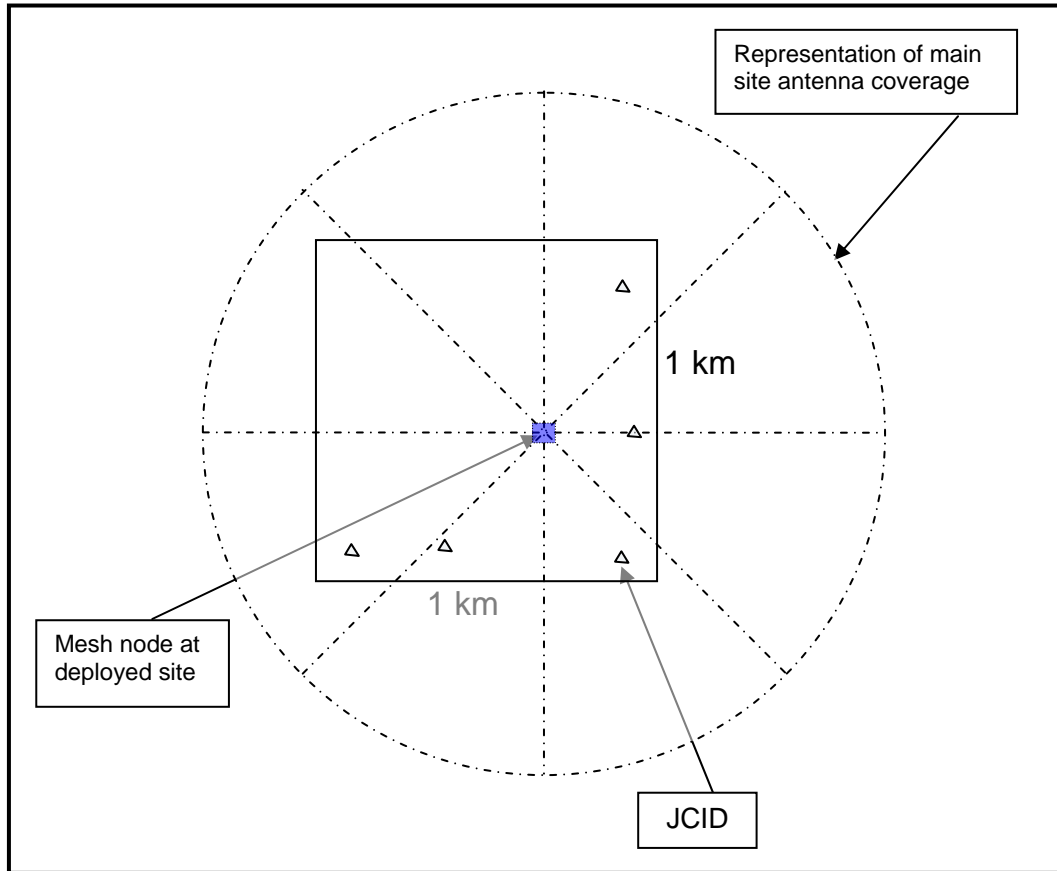 Representation of main
site antenna coverage
1 km
1 km
Mesh node at
deployed site
JCID